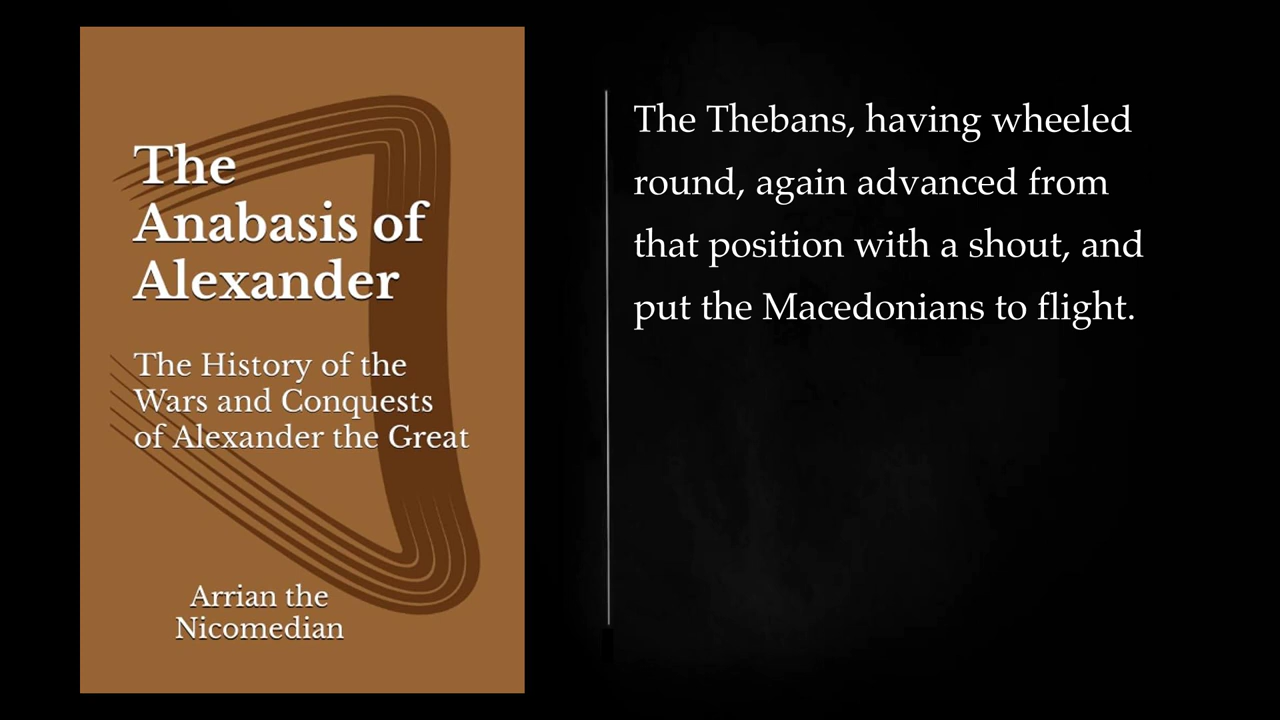 The
Anabasis of
Alexander
The History of the
Wars and Conquests
of Alexander the Great
Arrian the
Nicomedian
The Thebans, having wheeled
round, again advanced from
that position with a shout, and
put the Macedonians to flight.